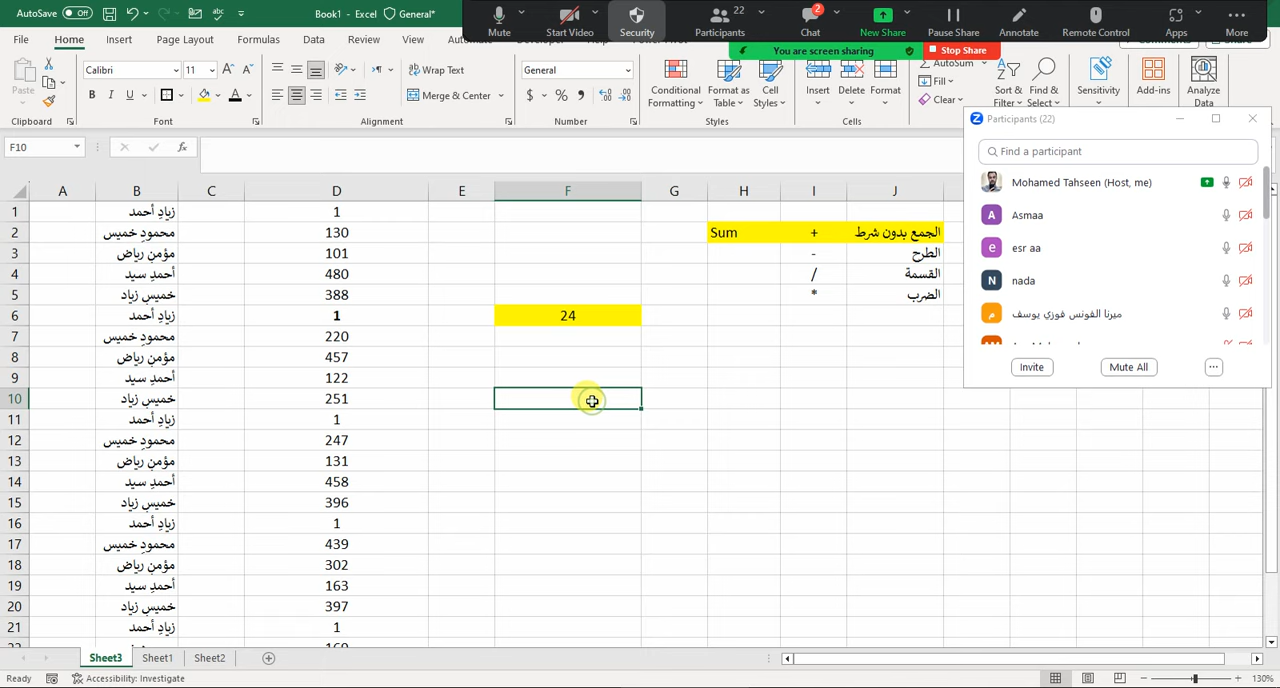 AutoSave Off
Book1 - Excel
General*
Mute
Start Video
Security
22
Participants
2
Chat
New Share
Pause Share
Annotate
Remote Control
Apps
More
You are screen sharing
Stop Share
File
Home
Insert
Page Layout
Formulas
Data
Review
View
Calibri
11
Wrap Text
General
Conditional
Formatting
Format as
Table
Cell
Styles
Insert
Delete
Format
AutoSum
Fill
Clear
Sort &
Filter
Find &
Select
Sensitivity
Add-ins
Analyze
Data
Paste
B I U
Merge & Center
Clipboard
Font
Alignment
Number
Styles
Cells
F10
fx
Participants (22)
Find a participant
Mohamed Tahseen (Host, me)
A Asmaa
e esr aa
N nada
م ميرنا الفونس فوزي يوسف
Invite
Mute All
A B C D E F G H I J
1 زياد أحمد 1
2 محمود خميس 130 Sum + الجمع بدون شرط
3 مؤمن رياض 101 - الطرح
4 أحمد سيد 480 / القسمة
5 خميس زياد 388 * الضرب
6 زياد أحمد 1 24
7 محمود خميس 220
8 مؤمن رياض 457
9 أحمد سيد 122
10 خميس زياد 251
11 زياد أحمد 1
12 محمود خميس 247
13 مؤمن رياض 131
14 أحمد سيد 458
15 خميس زياد 396
16 زياد أحمد 1
17 محمود خميس 439
18 مؤمن رياض 302
19 أحمد سيد 163
20 خميس زياد 397
21 زياد أحمد 1
Sheet3
Sheet1
Sheet2
Ready
Accessibility: Investigate
130%